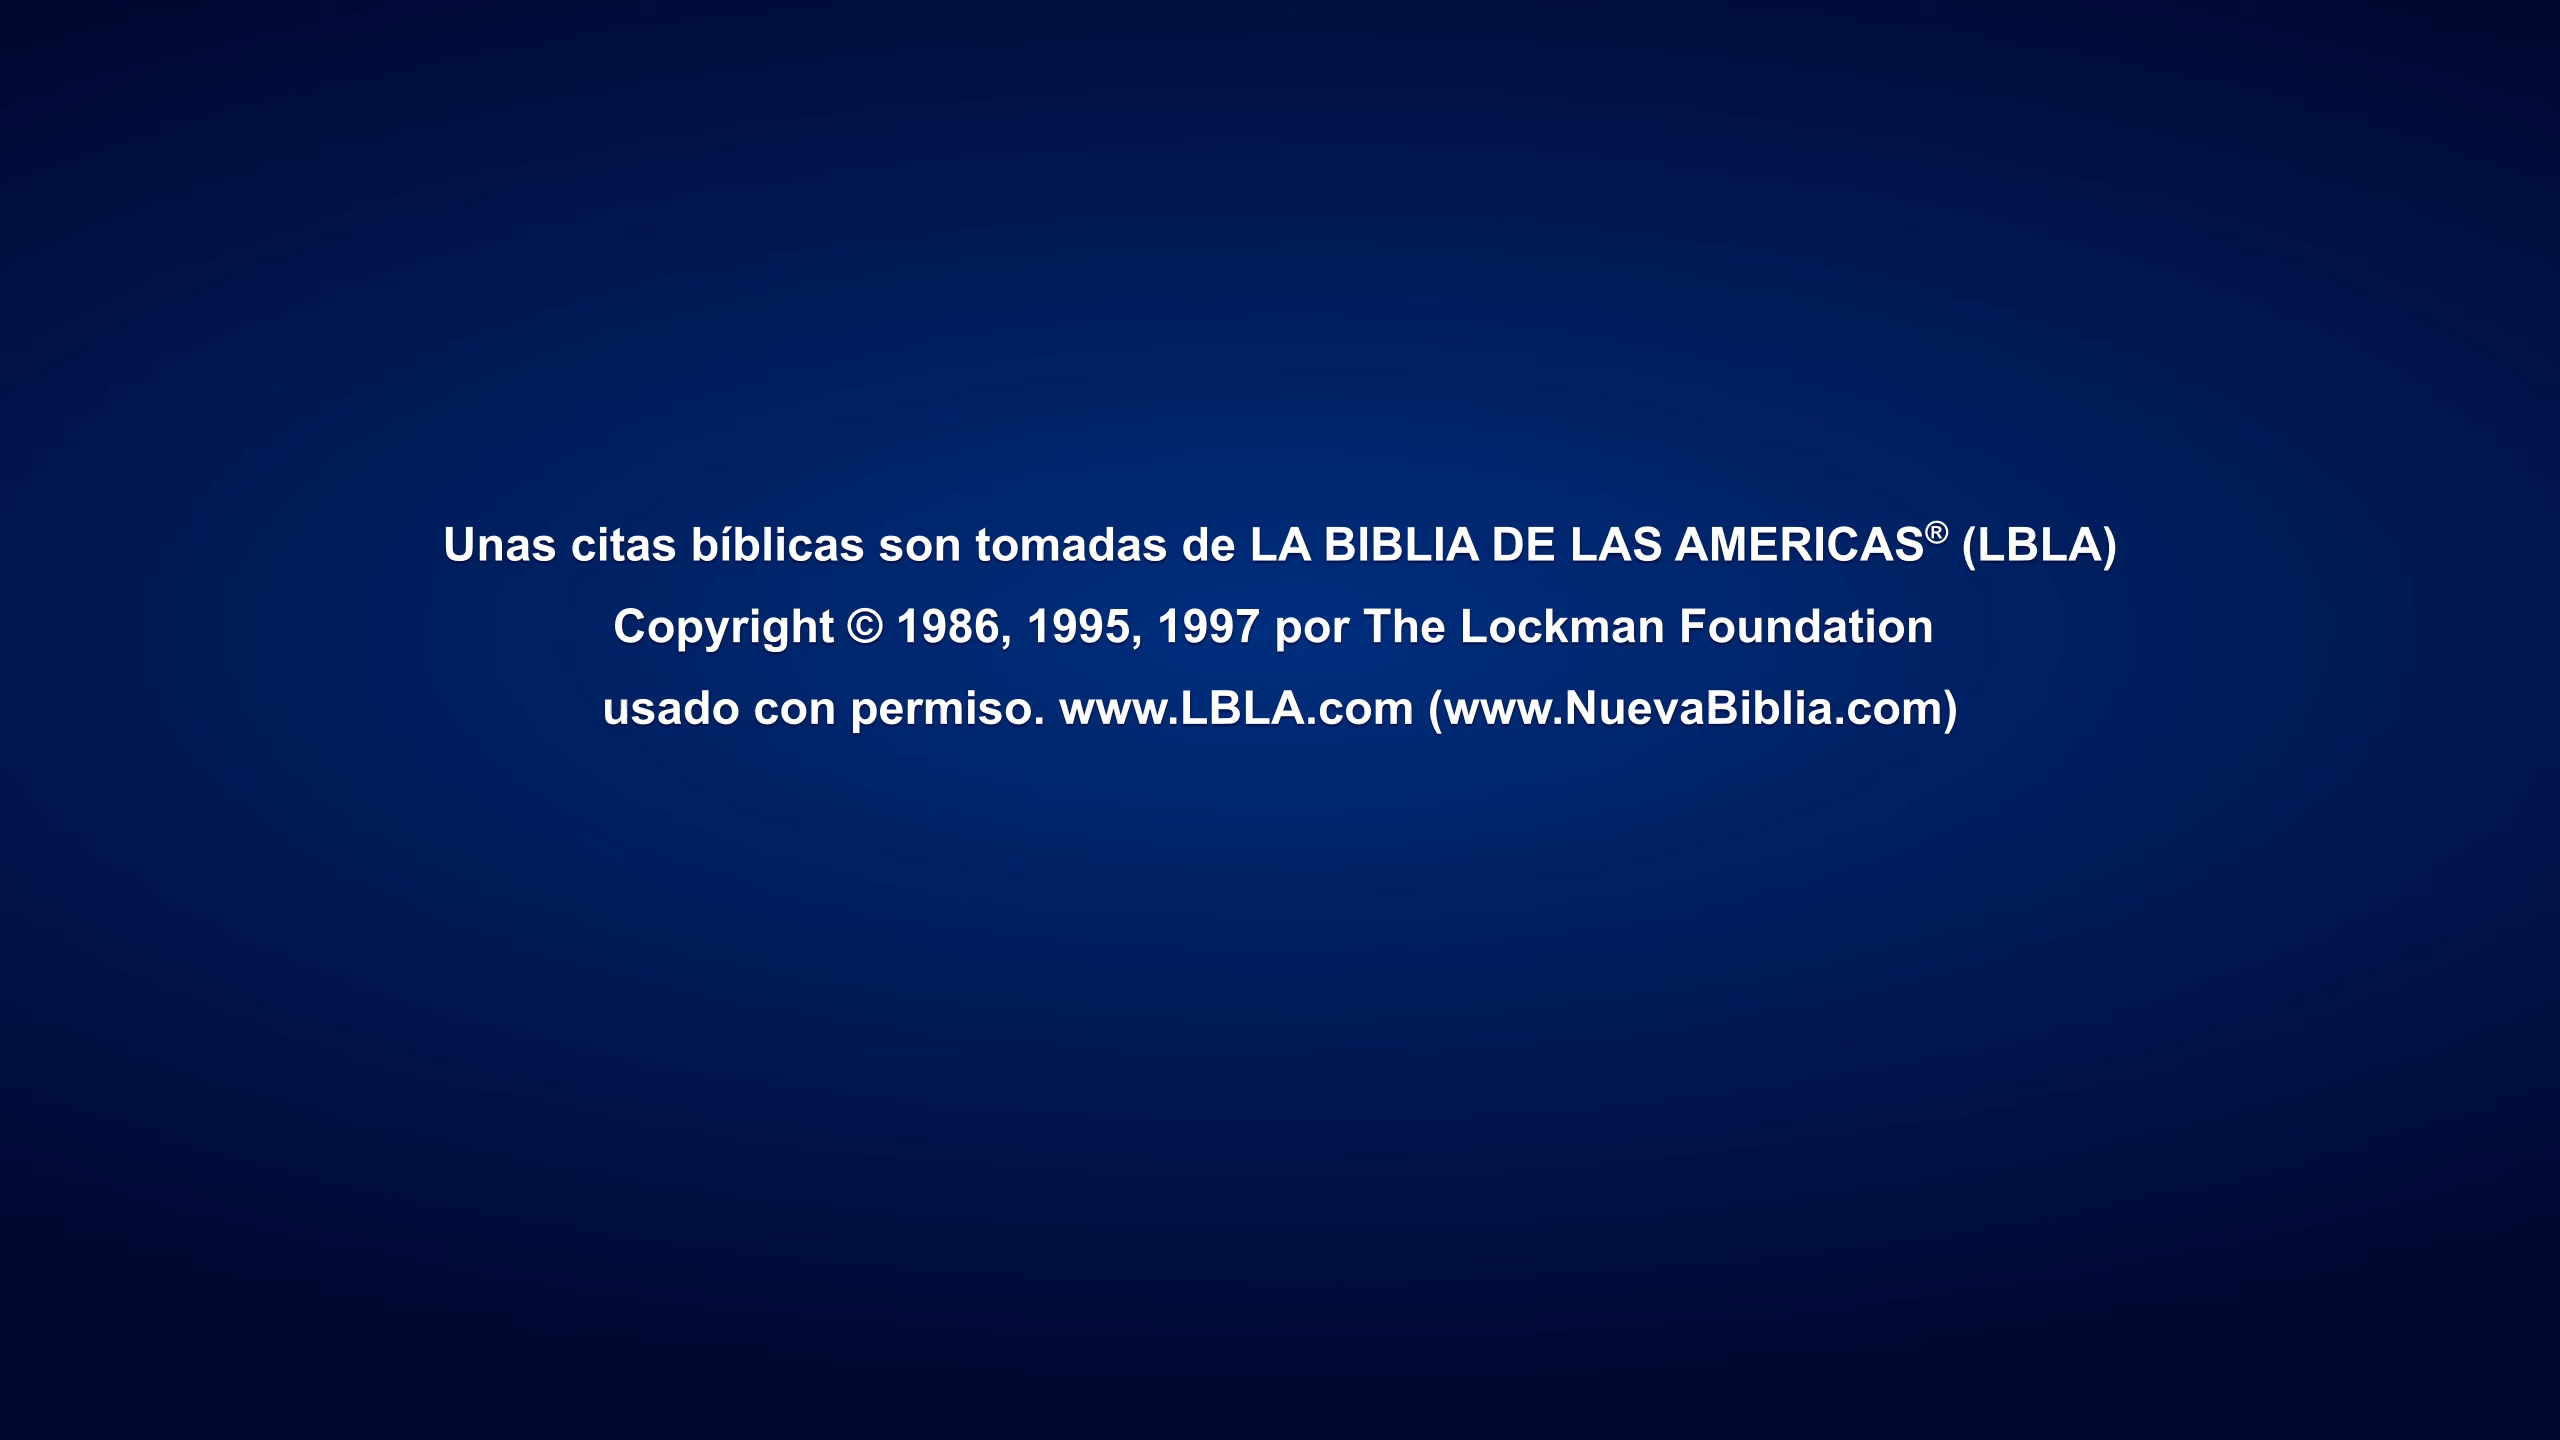 Unas citas bíblicas son tomadas de LA BIBLIA DE LAS AMERICAS® (LBLA)
Copyright © 1986, 1995, 1997 por The Lockman Foundation
usado con permiso. www.LBLA.com (www.NuevaBiblia.com)